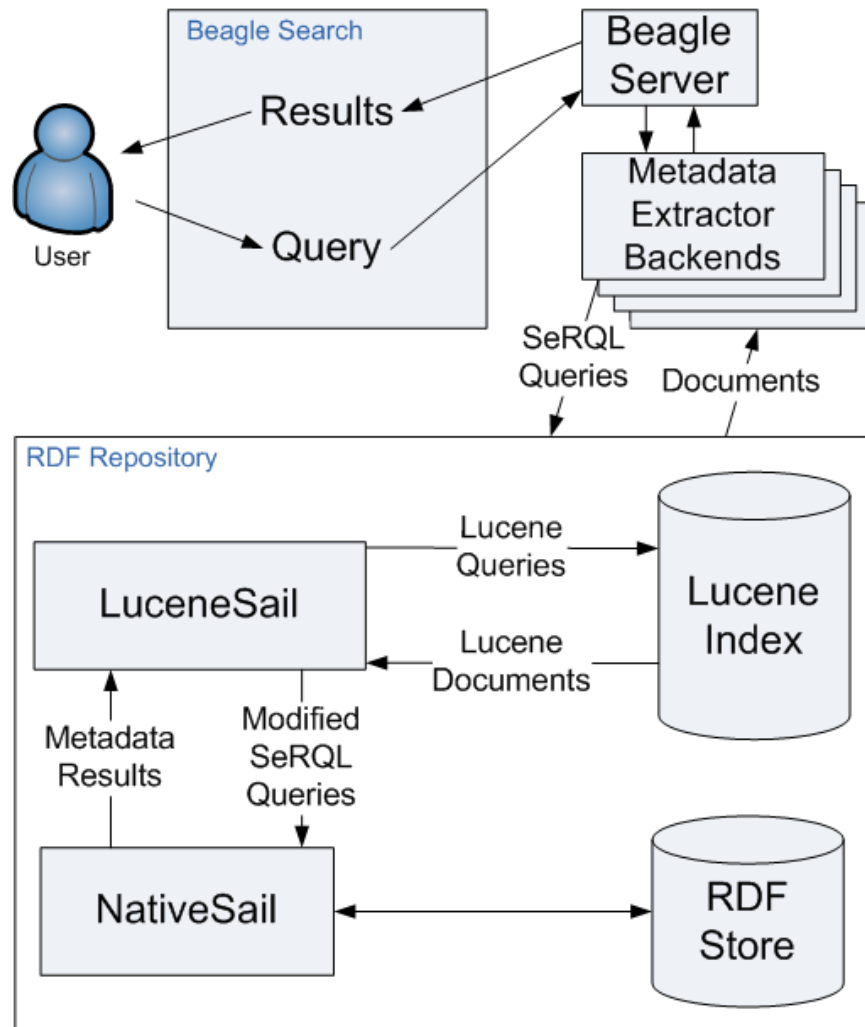 Beagle Search
Beagle
Server
Results
Metadata
Extractor
Backends
Query
User
SeRQL
Queries
Documents
RDF Repository
Lucene
Queries
LuceneSail
Lucene
Index
Lucene
Documents
Metadata
Results
Modified
SeRQL
Queries
NativeSail
RDF
Store